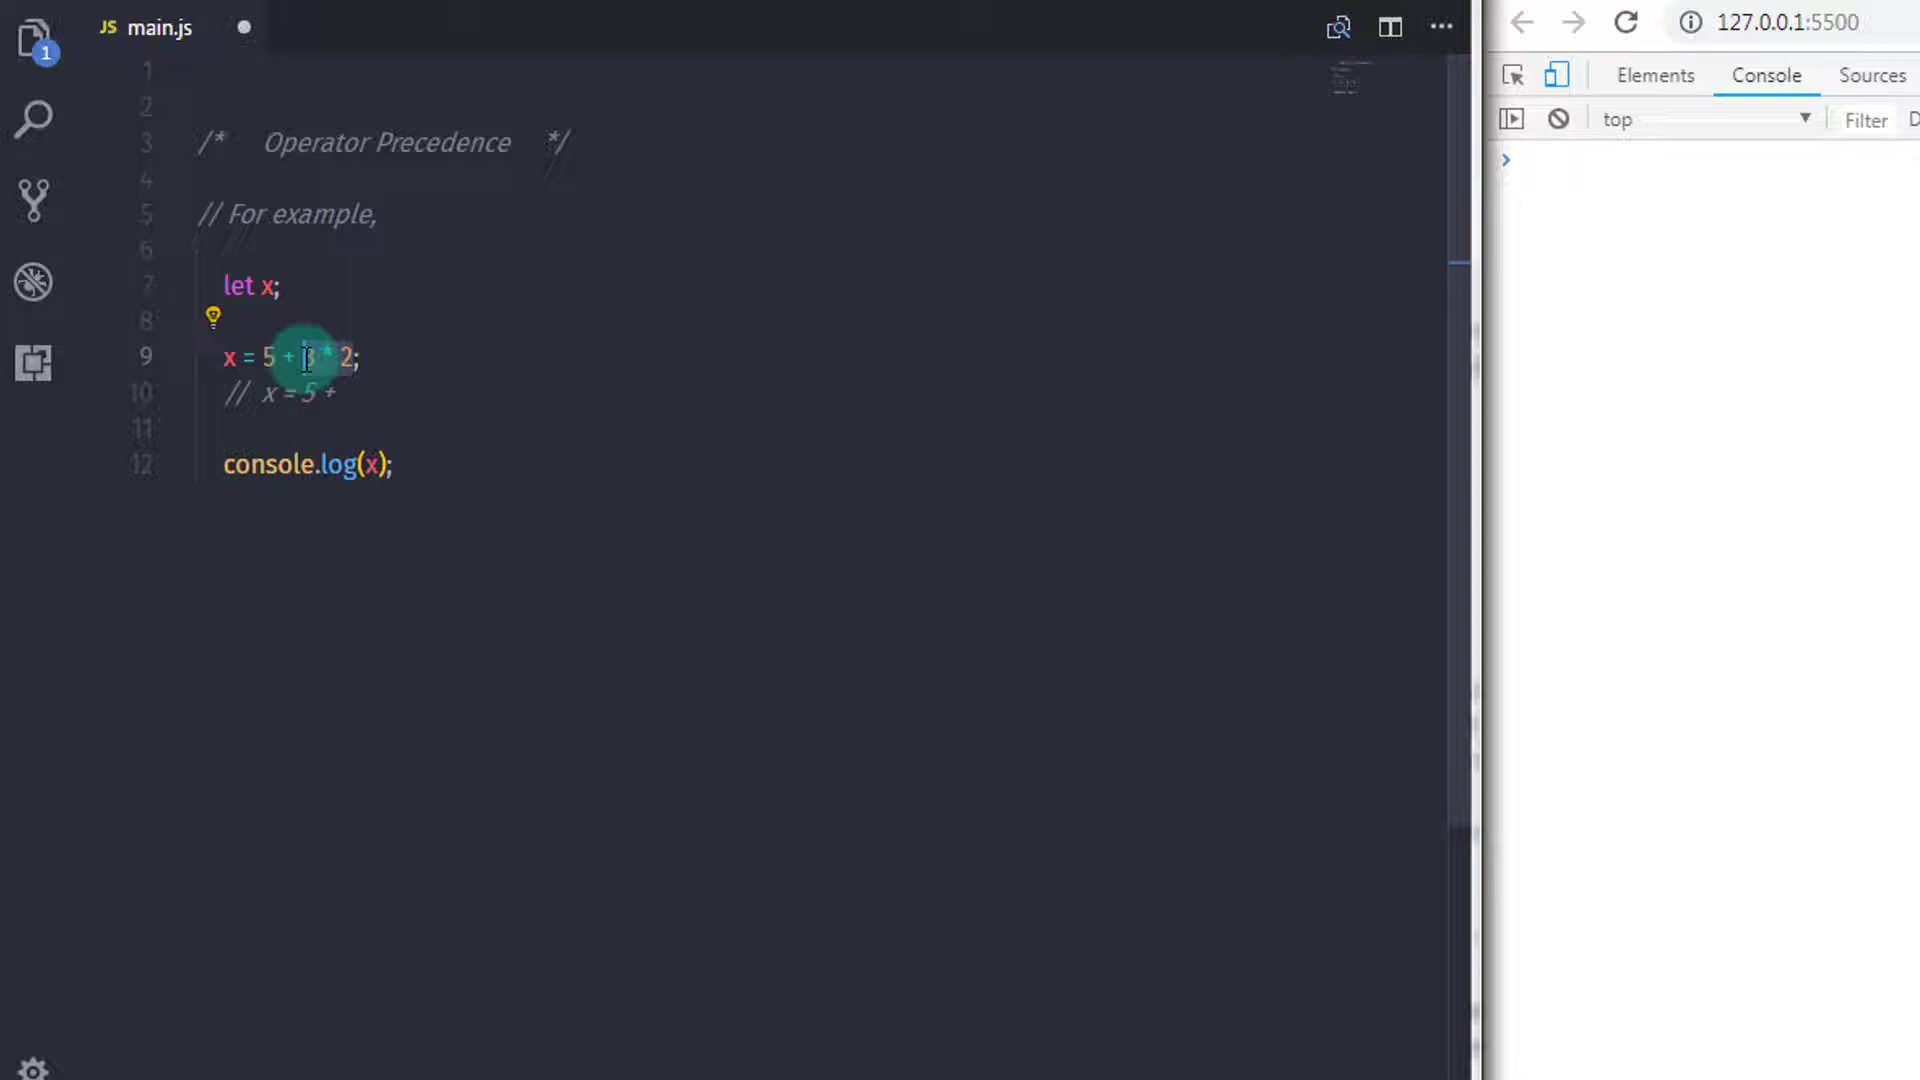 JS main.js
127.0.0.1:5500
Elements Console Sources
top Filter D
1
1
2
3 /* Operator Precedence */
4
5 // For example,
6
7 let x;
8
9 x = 5 + 3 * 2;
10 // x = 5 +
11
12 console.log(x);